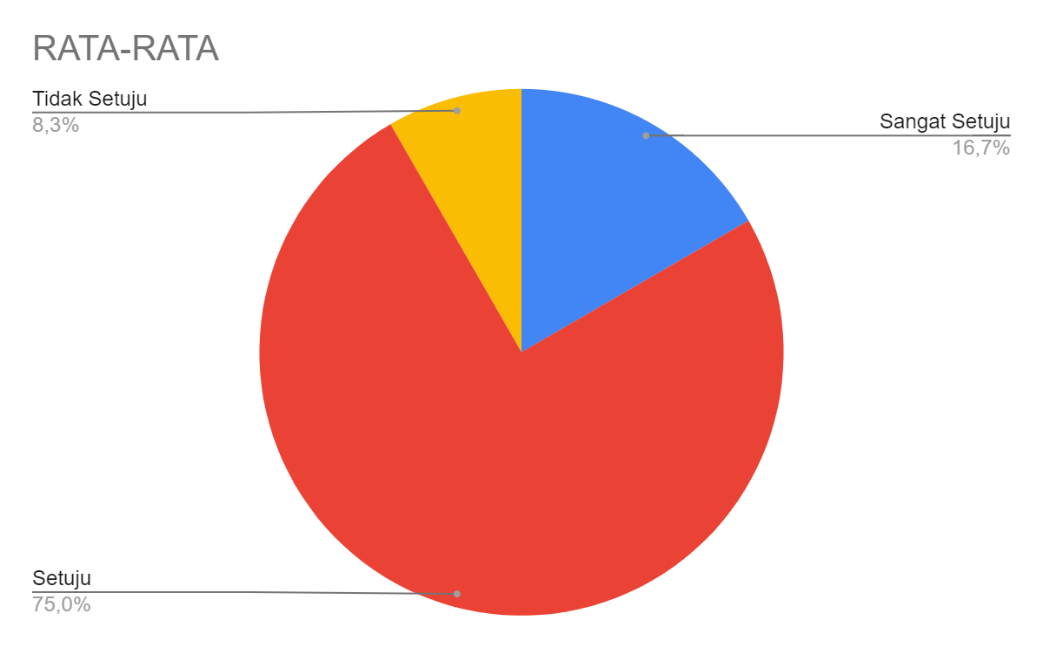 RATA-RATA
Tidak Setuju
8,3%
Sangat Setuju
16,7%
Setuju
75,0%